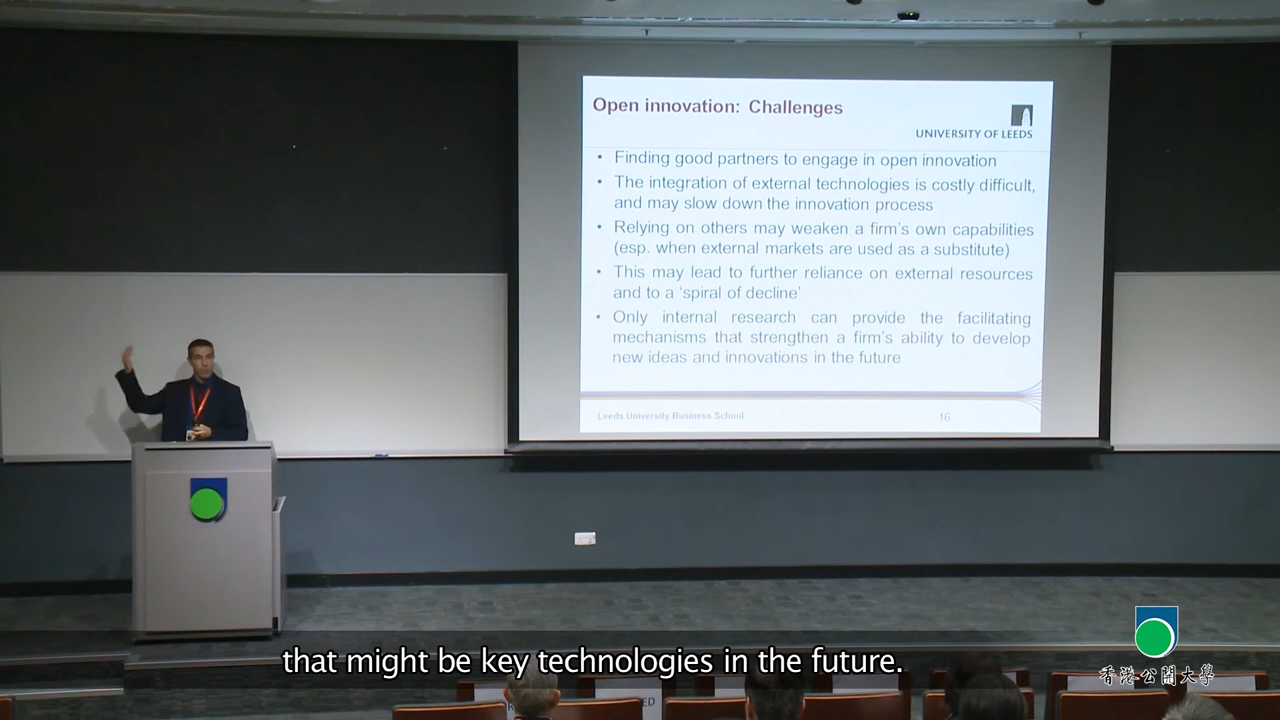 Open innovation: Challenges
UNIVERSITY OF LEEDS
• Finding good partners to engage in open innovation
• The integration of external technologies is costly difficult,
and may slow down the innovation process
• Relying on others may weaken a firm's own capabilities
(esp. when external markets are used as a substitute)
• This may lead to further reliance on external resources
and to a 'spiral of decline'
• Only internal research can provide the facilitating
mechanisms that strengthen a firm's ability to develop
new ideas and innovations in the future
Leeds University Business School
16
that might be key technologies in the future.
香港公開大學